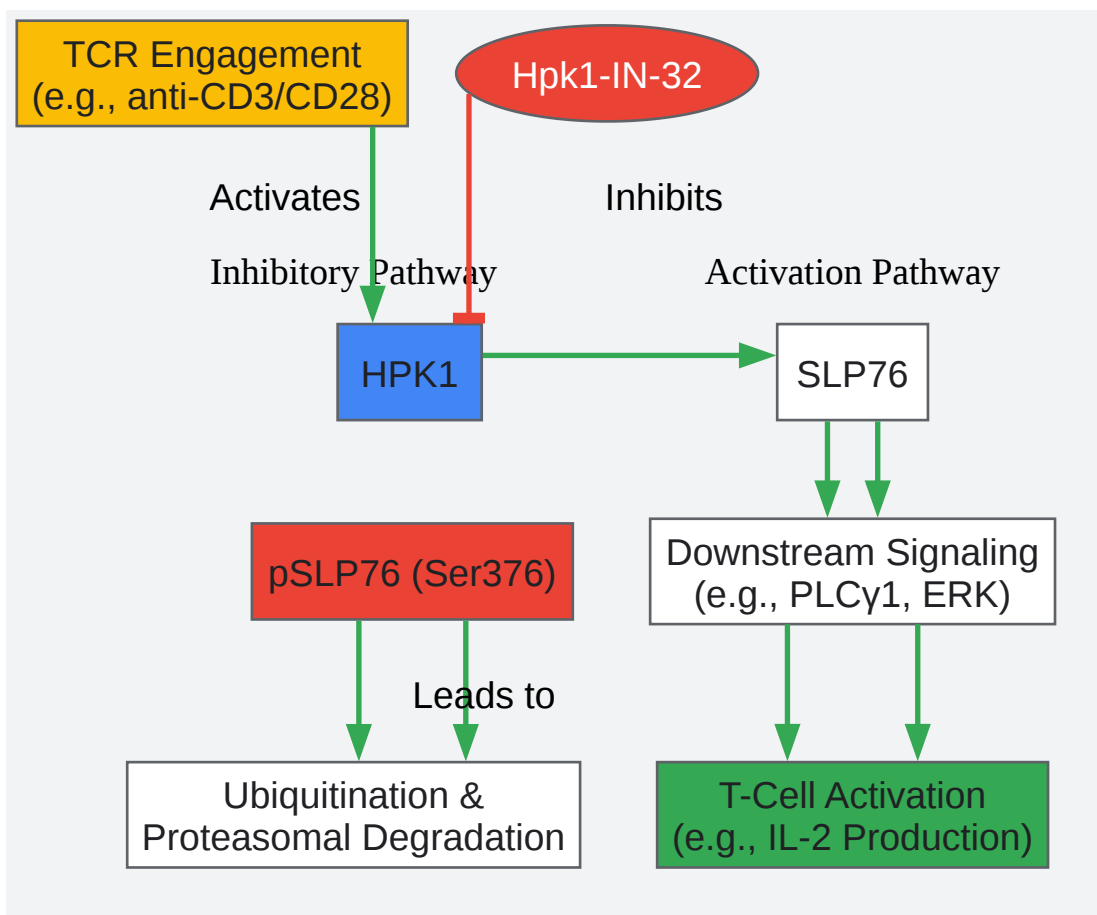 TCR Engagement
(e.g., anti-CD3/CD28)
Hpk1-IN-32
Activates
Inhibits
Inhibitory Pathway
Activation Pathway
HPK1
SLP76
pSLP76 (Ser376)
Downstream Signaling
(e.g., PLCγ1, ERK)
Leads to
Ubiquitination &
Proteasomal Degradation
T-Cell Activation
(e.g., IL-2 Production)